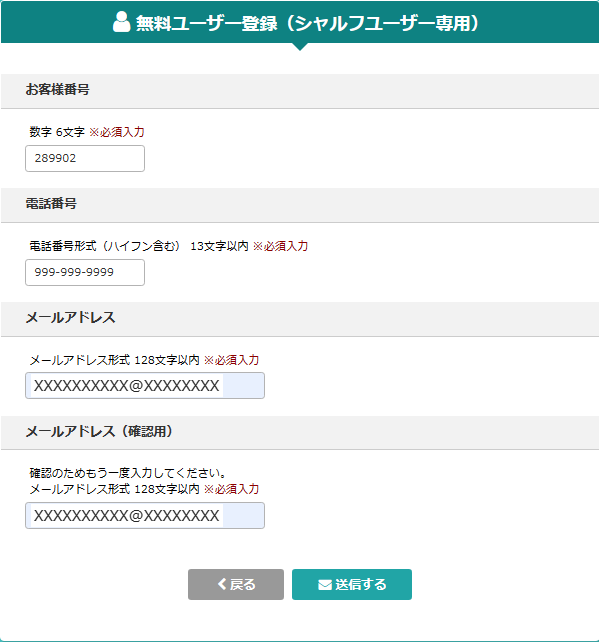 無料ユーザー登録（シャルフユーザー専用）
お客様番号
数字 6文字 ※必須入力
289902
電話番号
電話番号形式（ハイフン含む） 13文字以内 ※必須入力
999-999-9999
メールアドレス
メールアドレス形式 128文字以内 ※必須入力
XXXXXXXXXX@XXXXXXXX
メールアドレス（確認用）
確認のためもう一度入力してください。
メールアドレス形式 128文字以内 ※必須入力
XXXXXXXXXX@XXXXXXXX
戻る 送信する